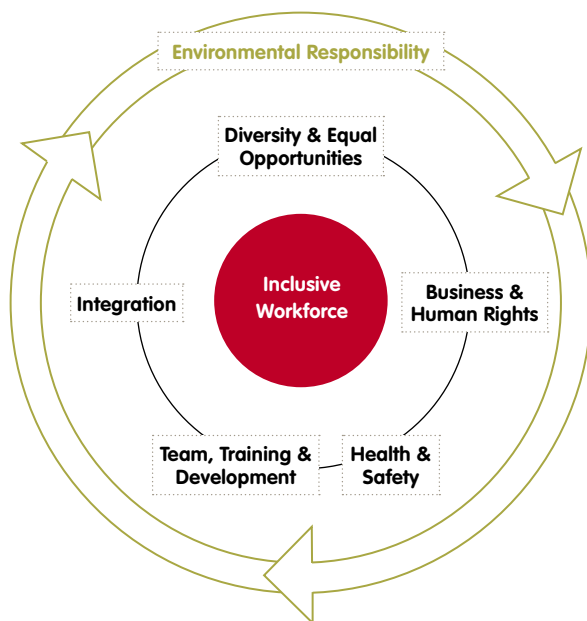 Environmental Responsibility
Diversity & Equal
Opportunities
Inclusive
Workforce
Integration
Business &
Human Rights
Team, Training &
Development
Health &
Safety